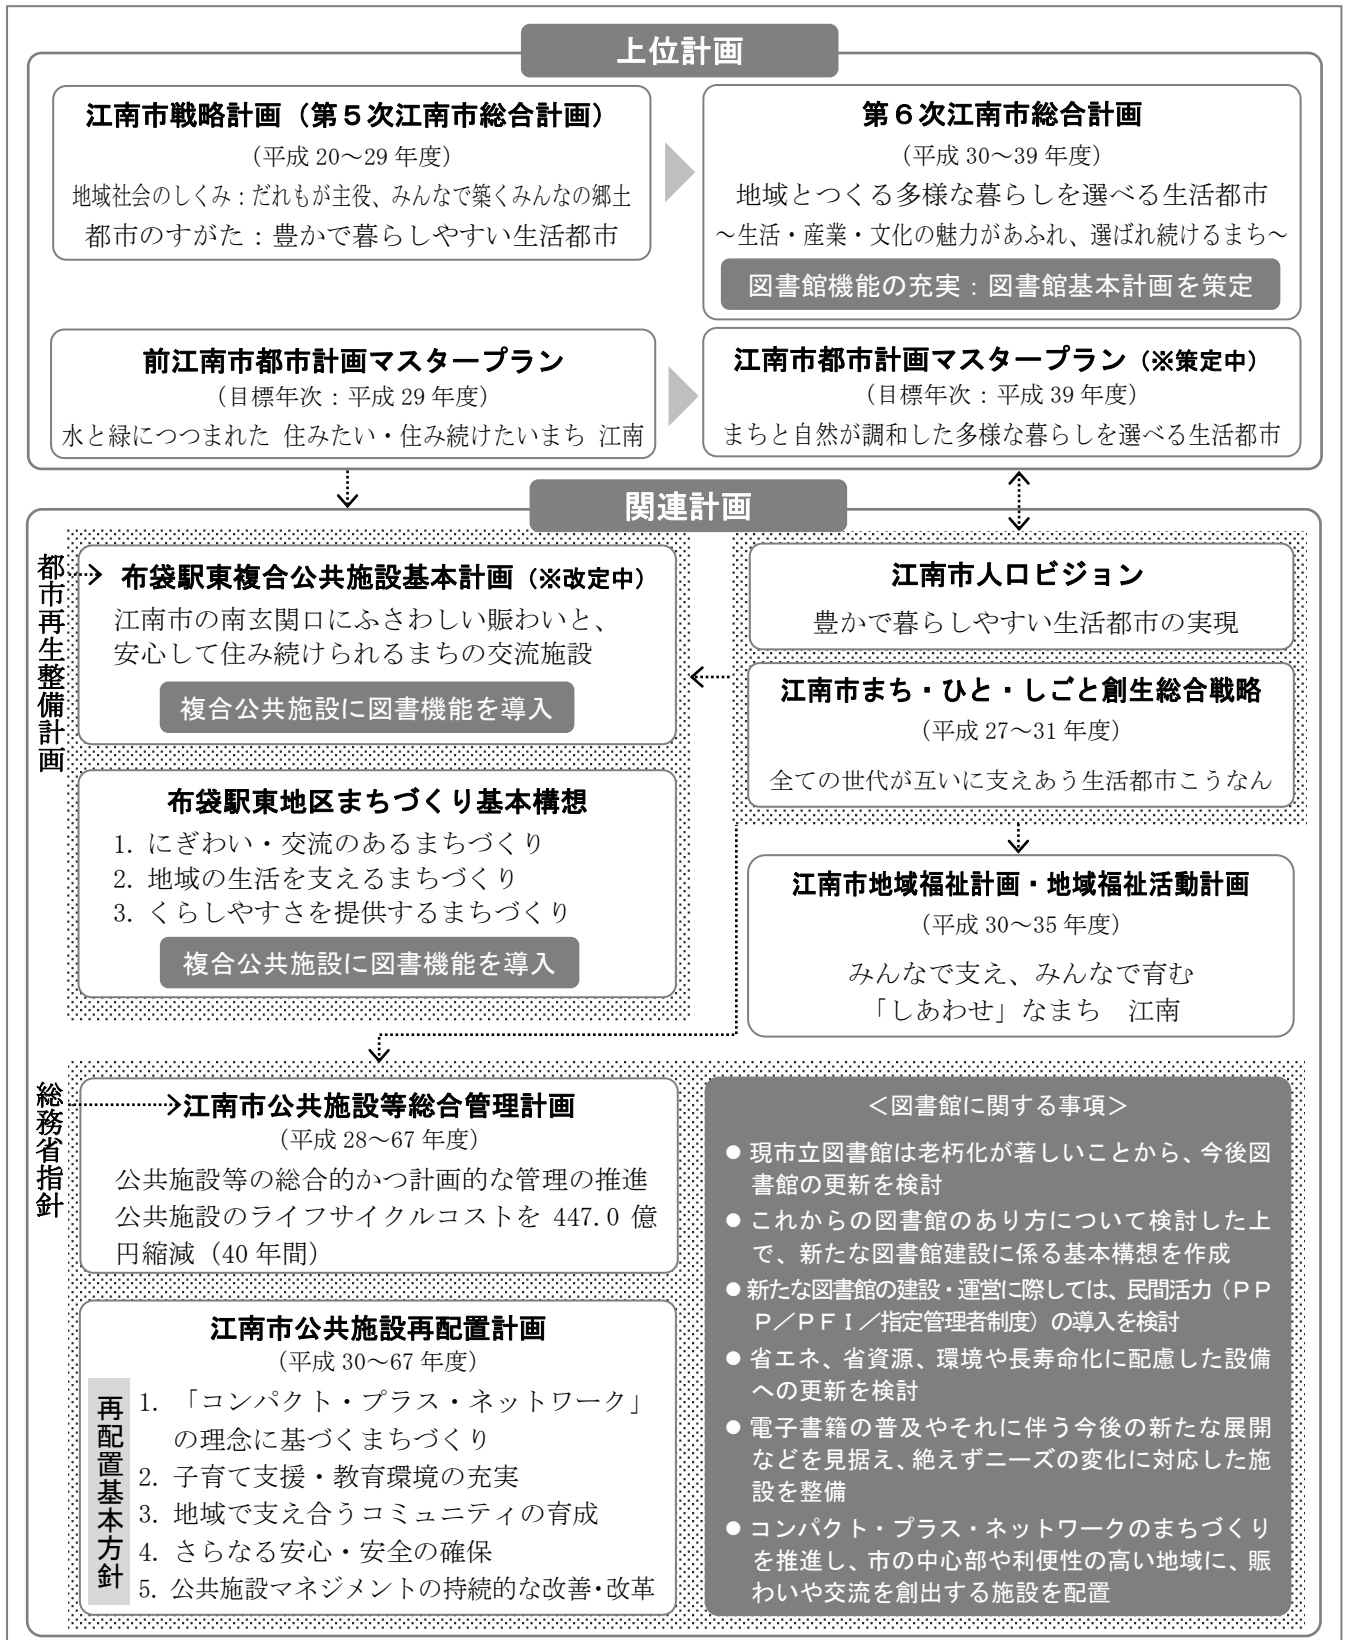 上位計画
江南市戦略計画（第５次江南市総合計画）
（平成 20～29 年度）
地域社会のしくみ：だれもが主役、みんなで築くみんなの郷土
都市のすがた：豊かで暮らしやすい生活都市
第６次江南市総合計画
（平成 30～39 年度）
地域とつくる多様な暮らしを選べる生活都市
～生活・産業・文化の魅力があふれ、選ばれ続けるまち～
図書館機能の充実：図書館基本計画を策定
前江南市都市計画マスタープラン
（目標年次：平成 29 年度）
水と緑につつまれた 住みたい・住み続けたいまち 江南
江南市都市計画マスタープラン（※策定中）
（目標年次：平成 39 年度）
まちと自然が調和した多様な暮らしを選べる生活都市
関連計画
都市再生整備計画
布袋駅東複合公共施設基本計画（※改定中）
江南市の南玄関口にふさわしい賑わいと、
安心して住み続けられるまちの交流施設
複合公共施設に図書機能を導入
布袋駅東地区まちづくり基本構想
1. にぎわい・交流のあるまちづくり
2. 地域の生活を支えるまちづくり
3. くらしやすさを提供するまちづくり
複合公共施設に図書機能を導入
江南市人口ビジョン
豊かで暮らしやすい生活都市の実現
江南市まち・ひと・しごと創生総合戦略
（平成 27～31 年度）
全ての世代が互いに支えあう生活都市こうなん
江南市地域福祉計画・地域福祉活動計画
（平成 30～35 年度）
みんなで支え、みんなで育む
「しあわせ」なまち　江南
総務省指針
江南市公共施設等総合管理計画
（平成 28～67 年度）
公共施設等の総合的かつ計画的な管理の推進
公共施設のライフサイクルコストを 447.0 億
円縮減（40 年間）
江南市公共施設再配置計画
（平成 30～67 年度）
再配置基本方針
1. 「コンパクト・プラス・ネットワーク」
の理念に基づくまちづくり
2. 子育て支援・教育環境の充実
3. 地域で支え合うコミュニティの育成
4. さらなる安心・安全の確保
5. 公共施設マネジメントの持続的な改善・改革
＜図書館に関する事項＞
● 現市立図書館は老朽化が著しいことから、今後図
書館の更新を検討
● これからの図書館のあり方について検討した上
で、新たな図書館建設に係る基本構想を作成
● 新たな図書館の建設・運営に際しては、民間活力（ＰＰ
Ｐ／ＰＦＩ／指定管理者制度）の導入を検討
● 省エネ、省資源、環境や長寿命化に配慮した設備
への更新を検討
● 電子書籍の普及やそれに伴う今後の新たな展開
などを見据え、絶えずニーズの変化に対応した施
設を整備
● コンパクト・プラス・ネットワークのまちづくり
を推進し、市の中心部や利便性の高い地域に、賑
わいや交流を創出する施設を配置